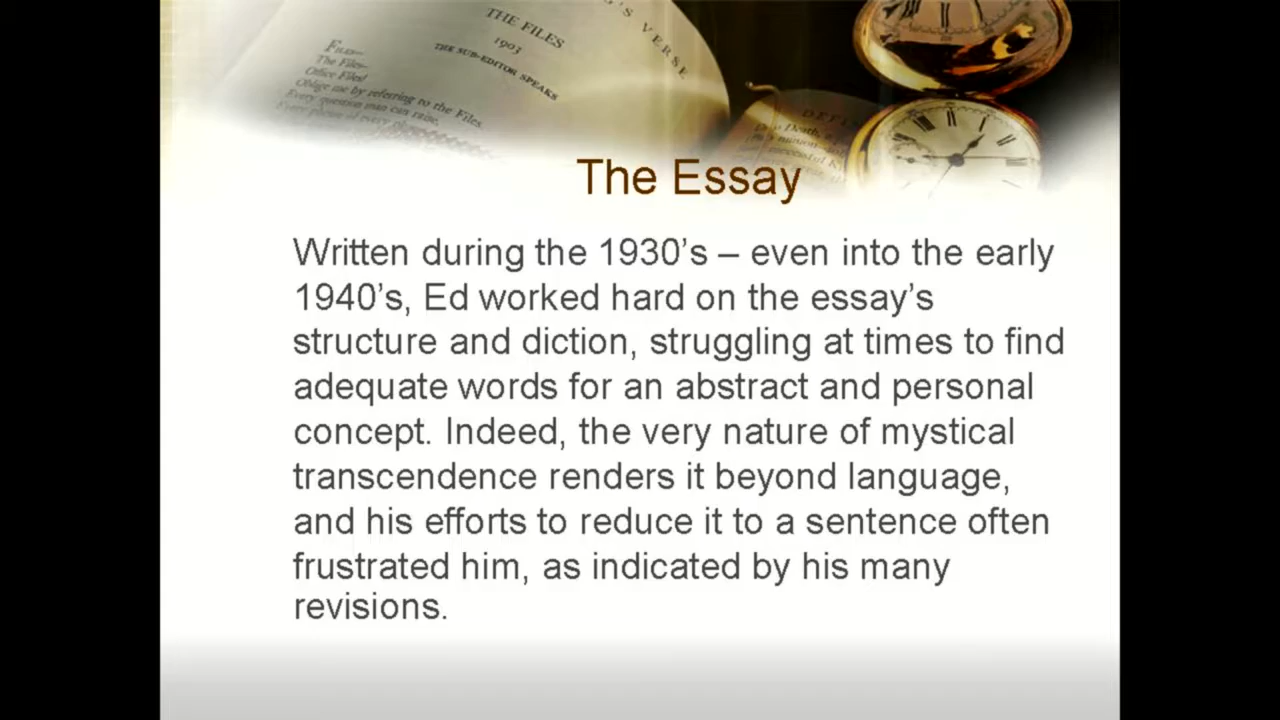 THE FILES
1903
THE SUB-EDITOR SPEAKS
'S VERSE
FILES—
The Files—
Office Files!
Oblige me by referring to the Files.
Every question man can raise,
The Essay
Written during the 1930’s – even into the early
1940’s, Ed worked hard on the essay’s
structure and diction, struggling at times to find
adequate words for an abstract and personal
concept. Indeed, the very nature of mystical
transcendence renders it beyond language,
and his efforts to reduce it to a sentence often
frustrated him, as indicated by his many
revisions.